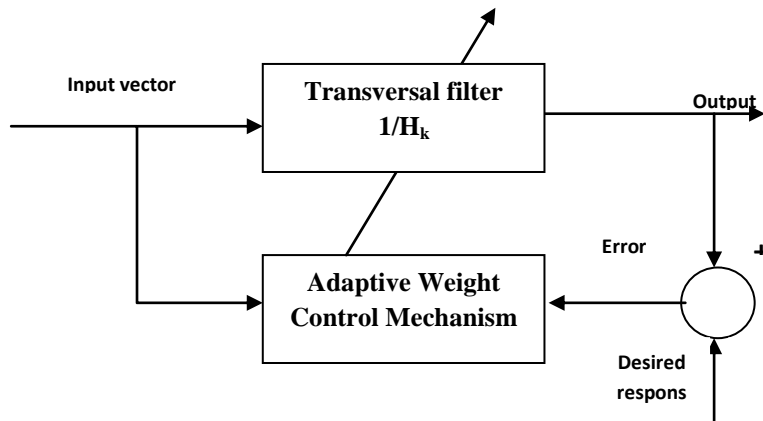 Input vector
Transversal filter
1/Hk
Output
Error
+
Adaptive Weight
Control Mechanism
Desired
respons